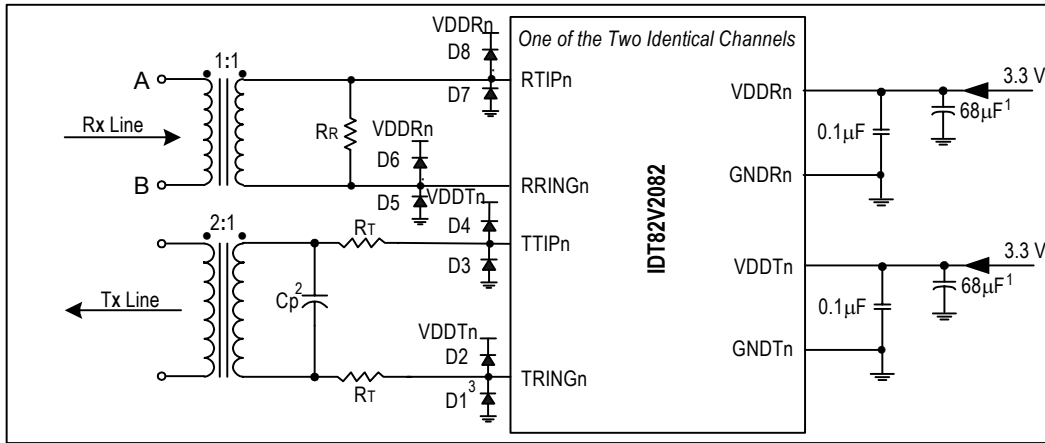 One of the Two Identical Channels
VDDRn
D8
1:1
A
RTIPn
D7
VDDRn
3.3 V
68µF1
Rx Line
RR
VDDRn
0.1µF
D6
B
RRINGn
GNDRn
D5
VDDTn
2:1
D4
RT
TTIPn
D3
IDT82V2082
VDDTn
3.3 V
68µF1
Tx Line
Cp2
0.1µF
VDDTn
D2
GNDTn
RT
TRINGn
D13